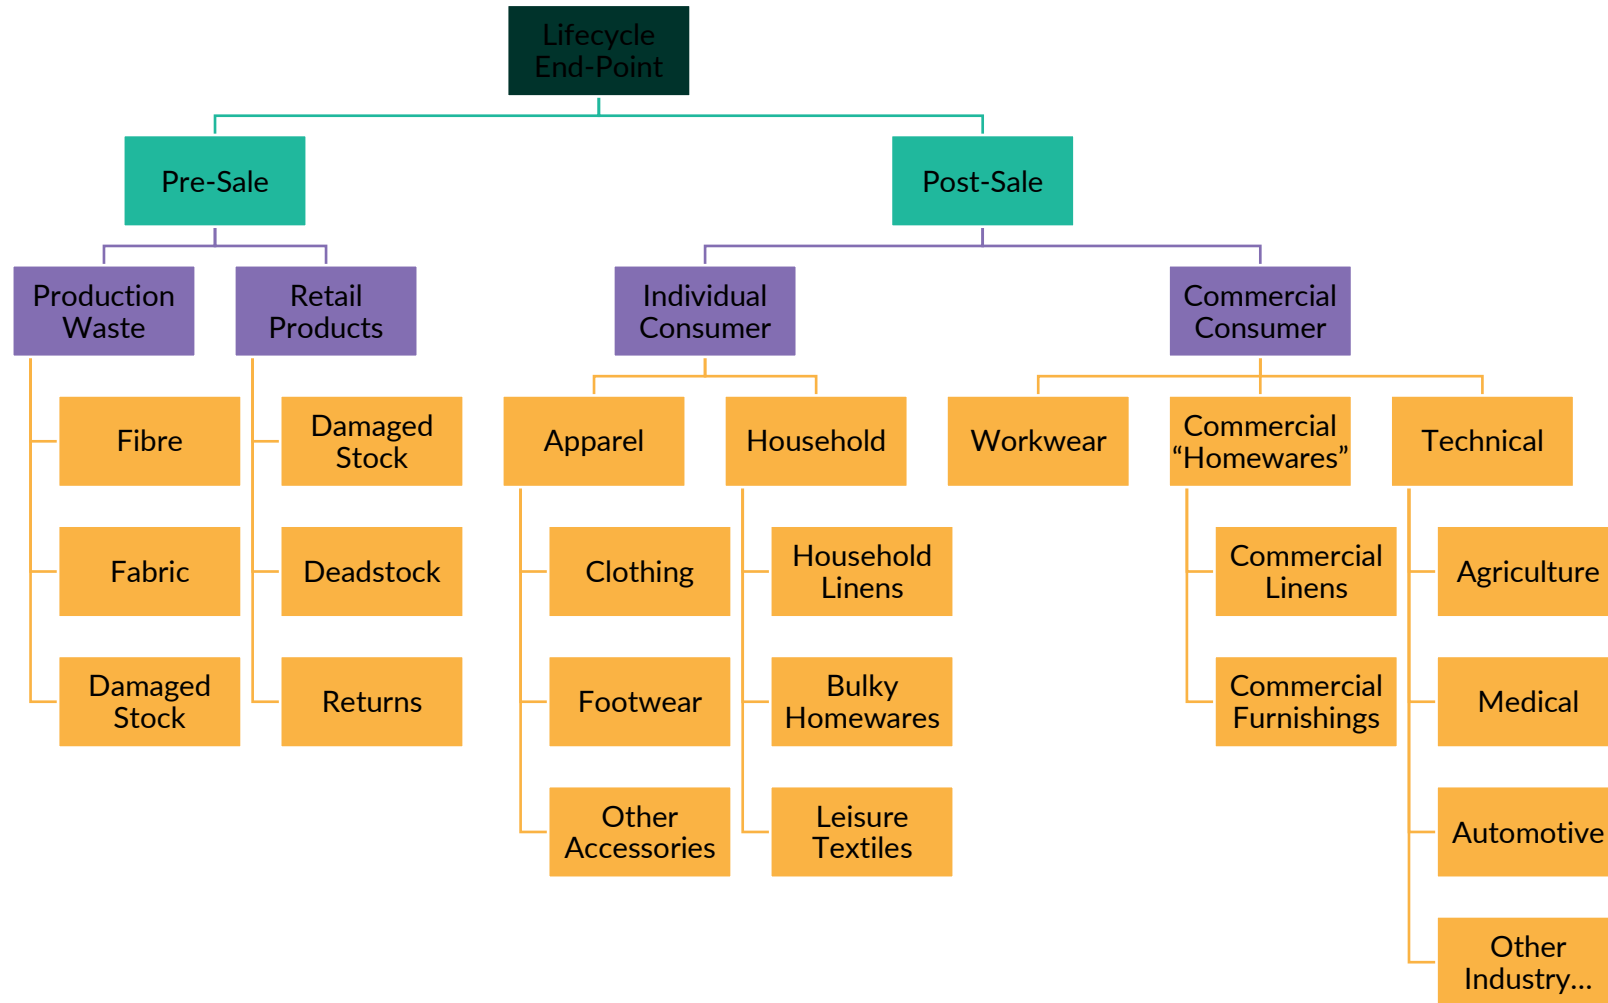 Lifecycle
End-Point
Pre-Sale
Post-Sale
Production
Waste
Retail
Products
Individual
Consumer
Commercial
Consumer
Fibre
Damaged
Stock
Apparel
Household
Workwear
Commercial
“Homewares”
Technical
Fabric
Deadstock
Clothing
Household
Linens
Commercial
Linens
Agriculture
Damaged
Stock
Returns
Footwear
Bulky
Homewares
Commercial
Furnishings
Medical
Other
Accessories
Leisure
Textiles
Automotive
Other
Industry...